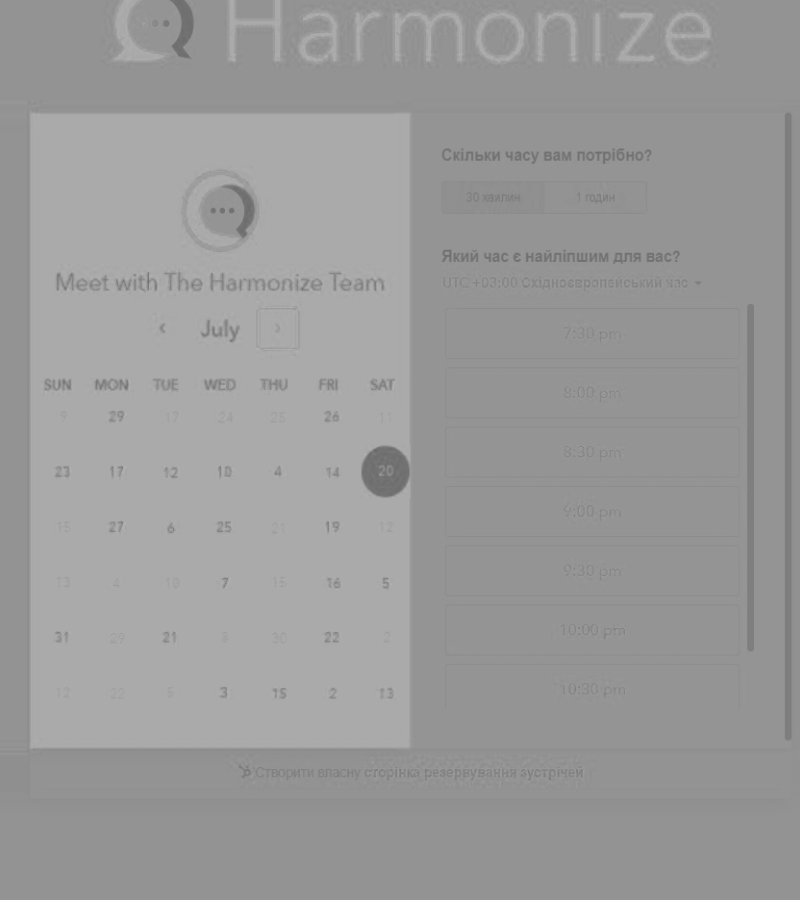 Harmonize
Meet with The Harmonize Team
‹ July ›
SUN MON TUE WED THU FRI SAT
9 29 17 24 25 26 11
23 17 12 10 4 14 20
15 27 6 25 21 19 12
13 4 10 7 15 16 5
31 29 21 8 20 22 2
12 22 5 3 15 2 13
Скільки часу вам потрібно?
30 хвилин 1 годин
Який час є найліпшим для вас?
UTC +03:00 Східноєвропейський час
7:30 pm
8:00 pm
8:30 pm
9:00 pm
9:30 pm
10:00 pm
10:30 pm
Створити власну сторінка резервування зустрічей